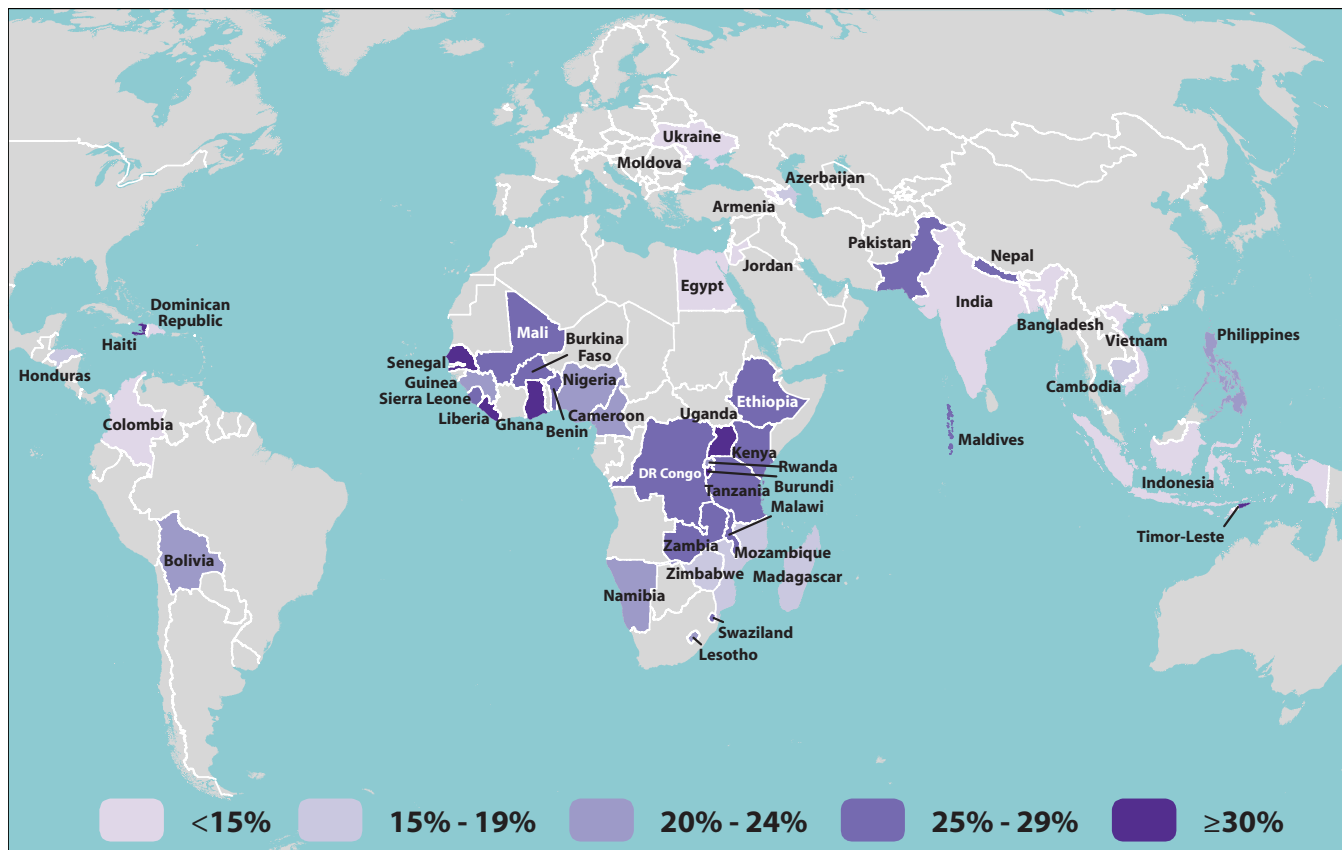 Ukraine
Moldova
Azerbaijan
Armenia
Pakistan
Nepal
Jordan
Egypt
India
Dominican
Republic
Haiti
Bangladesh
Mali
Burkina
Faso
Philippines
Vietnam
Senegal
Honduras
Guinea
Nigeria
Cambodia
Sierra Leone
Ethiopia
Liberia
Ghana
Cameroon
Uganda
Colombia
Benin
Maldives
Kenya
Rwanda
DR Congo
Burundi
Indonesia
Tanzania
Malawi
Timor-Leste
Zambia
Mozambique
Bolivia
Zimbabwe
Madagascar
Namibia
Swaziland
Lesotho
<15%
15% - 19%
20% - 24%
25% - 29%
≥30%